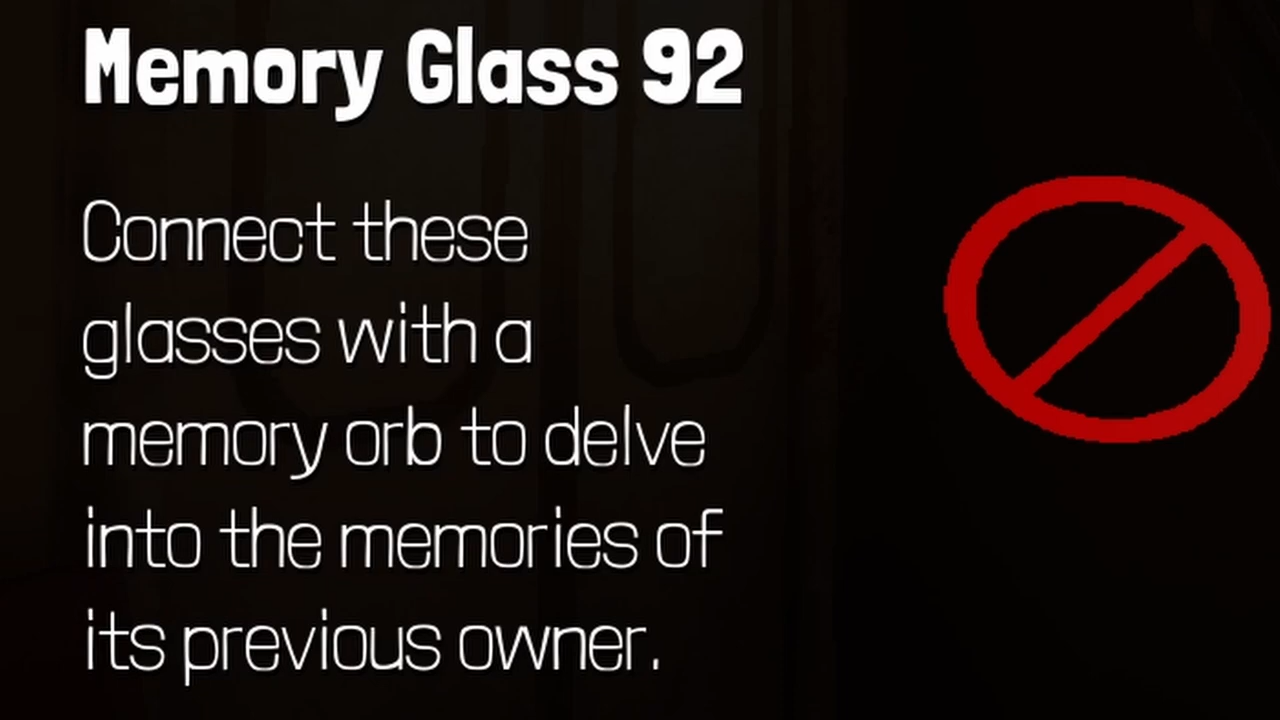 Memory Glass 92
Connect these
glasses with a
memory orb to delve
into the memories of
its previous owner.